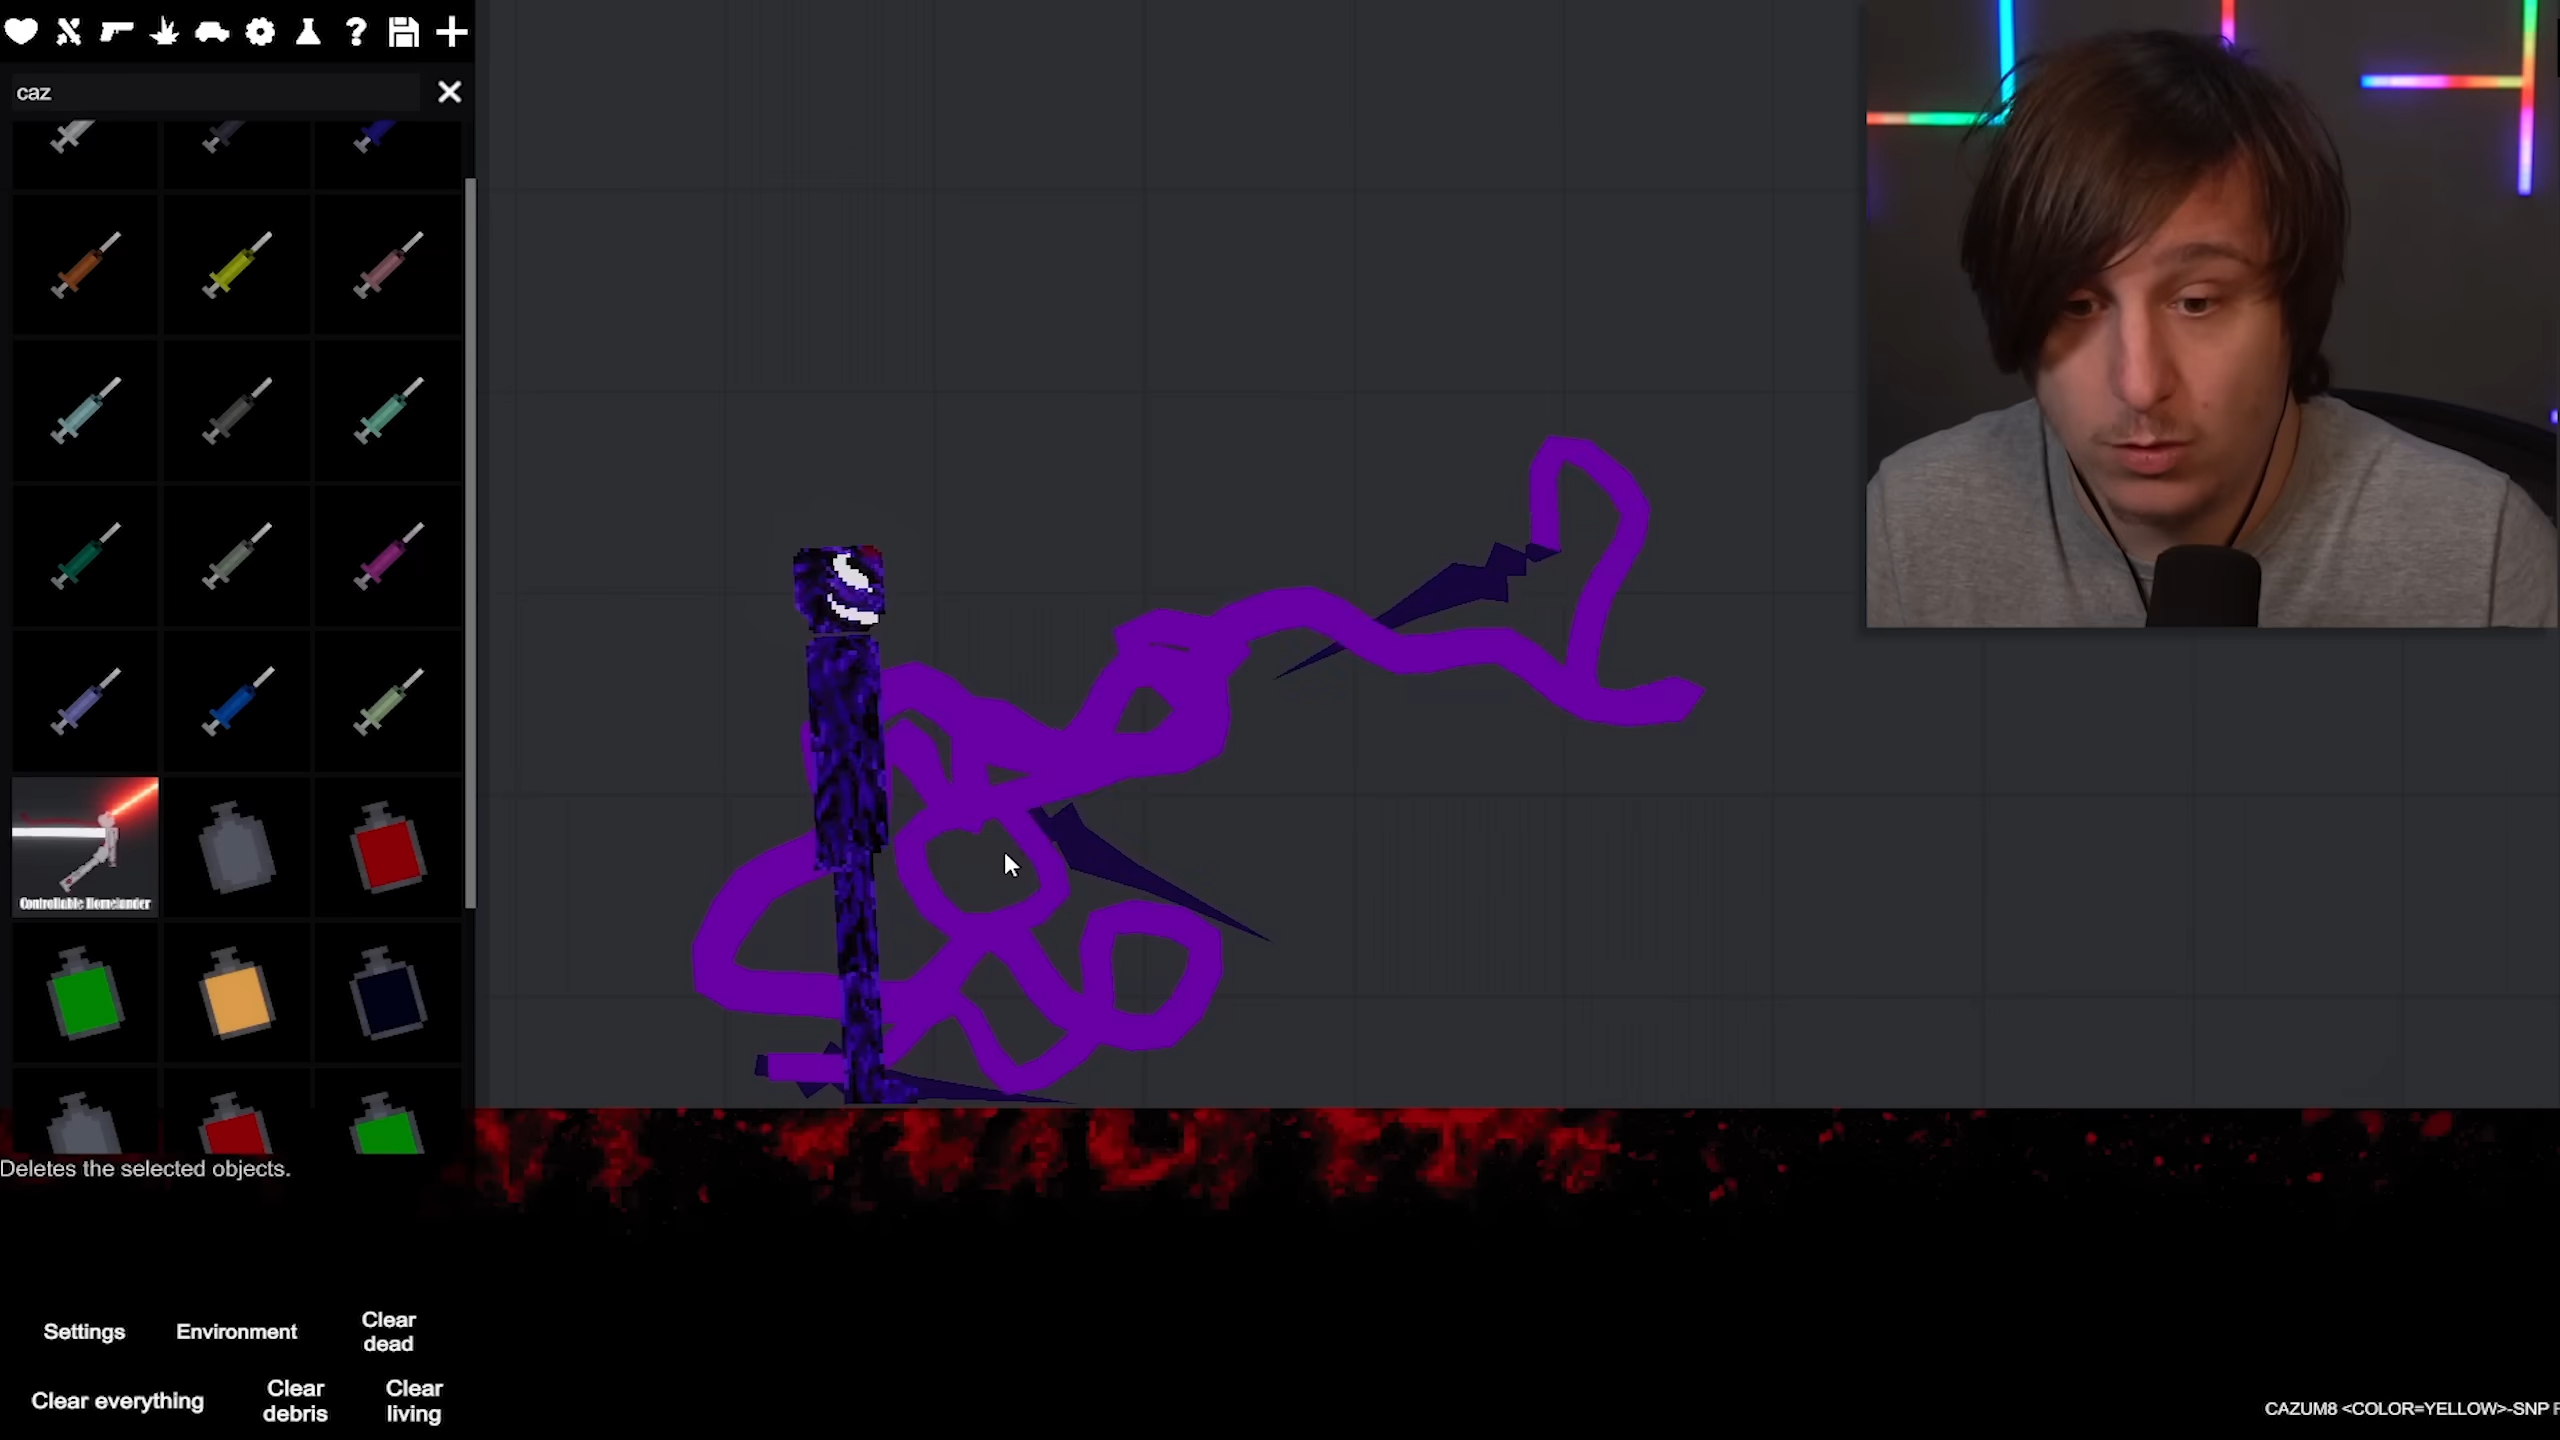 caz
Controllable Homelander
Deletes the selected objects.
Settings
Environment
Clear
dead
Clear everything
Clear
debris
Clear
living
CAZUM8 <COLOR=YELLOW>-SNP